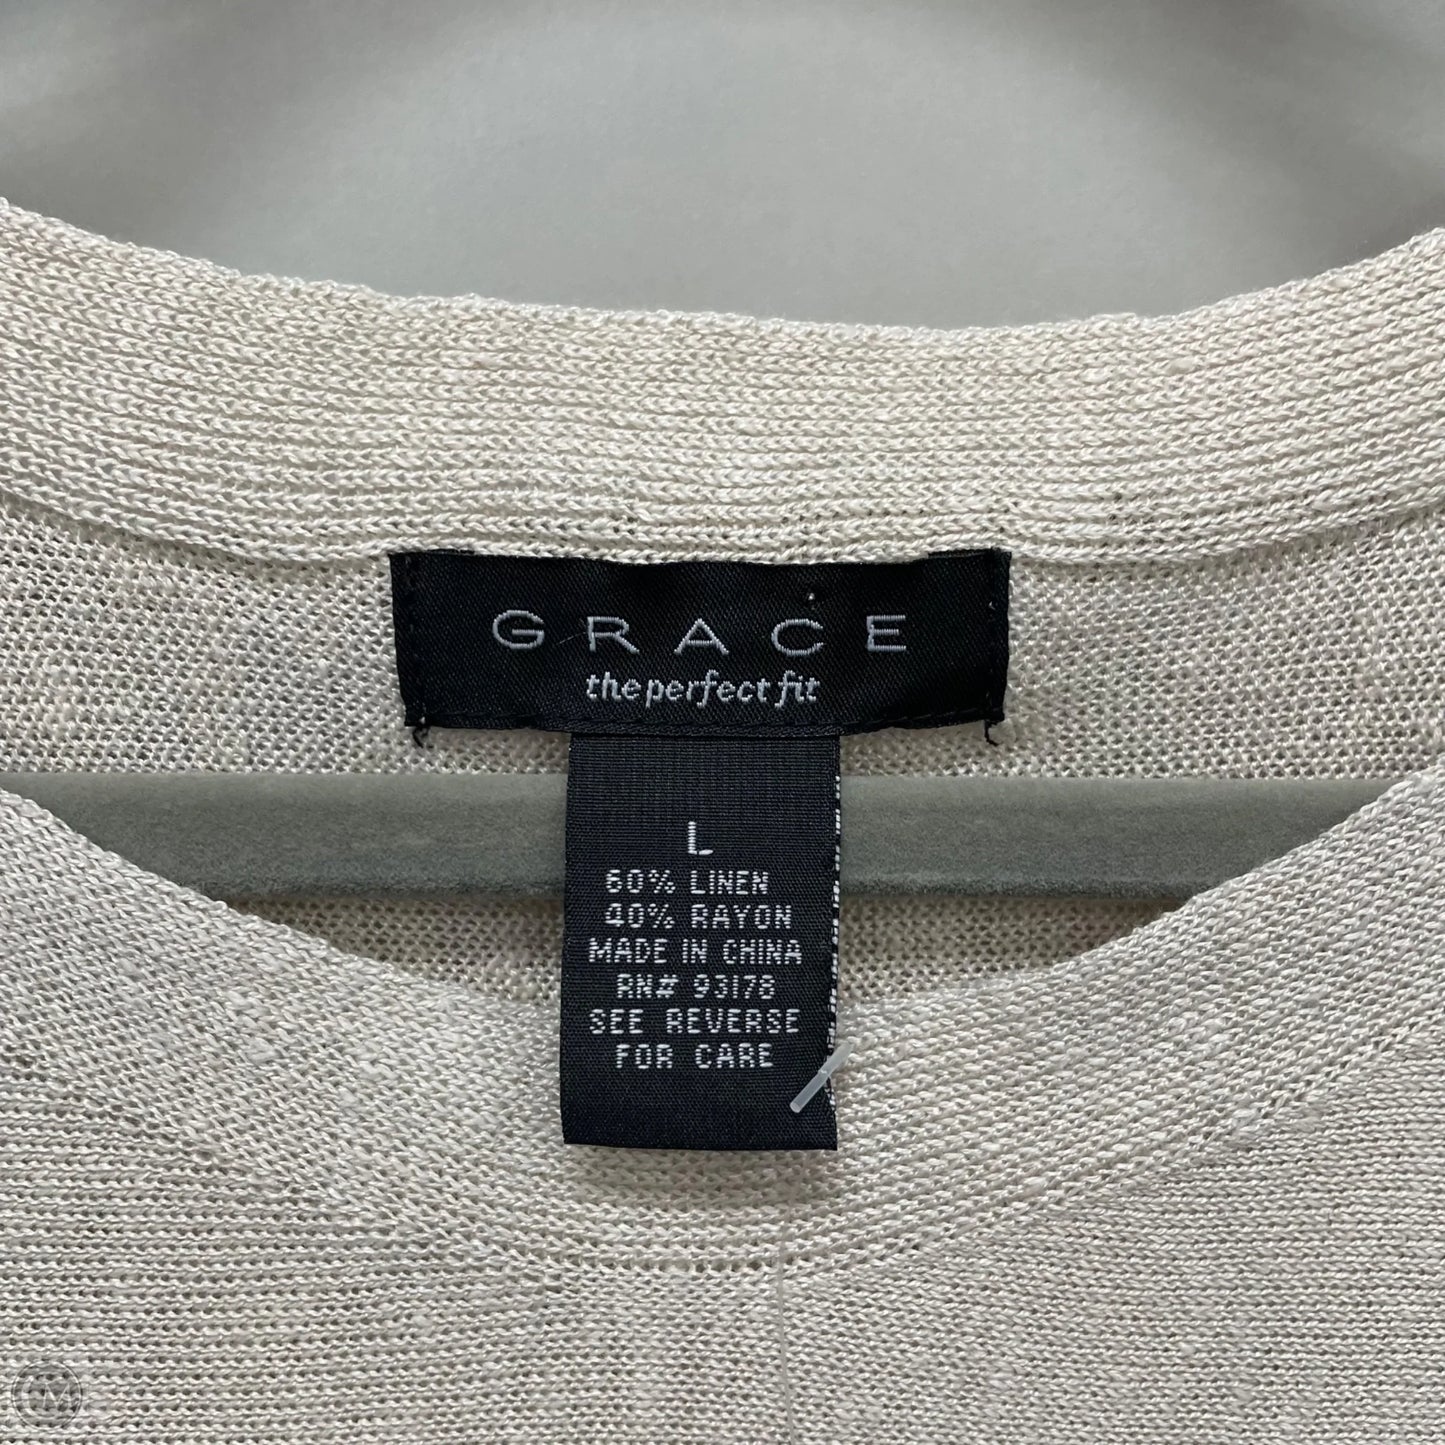 GRACE
the perfect fit
L
60% LINEN
40% RAYON
MADE IN CHINA
RN# 93178
SEE REVERSE
FOR CARE